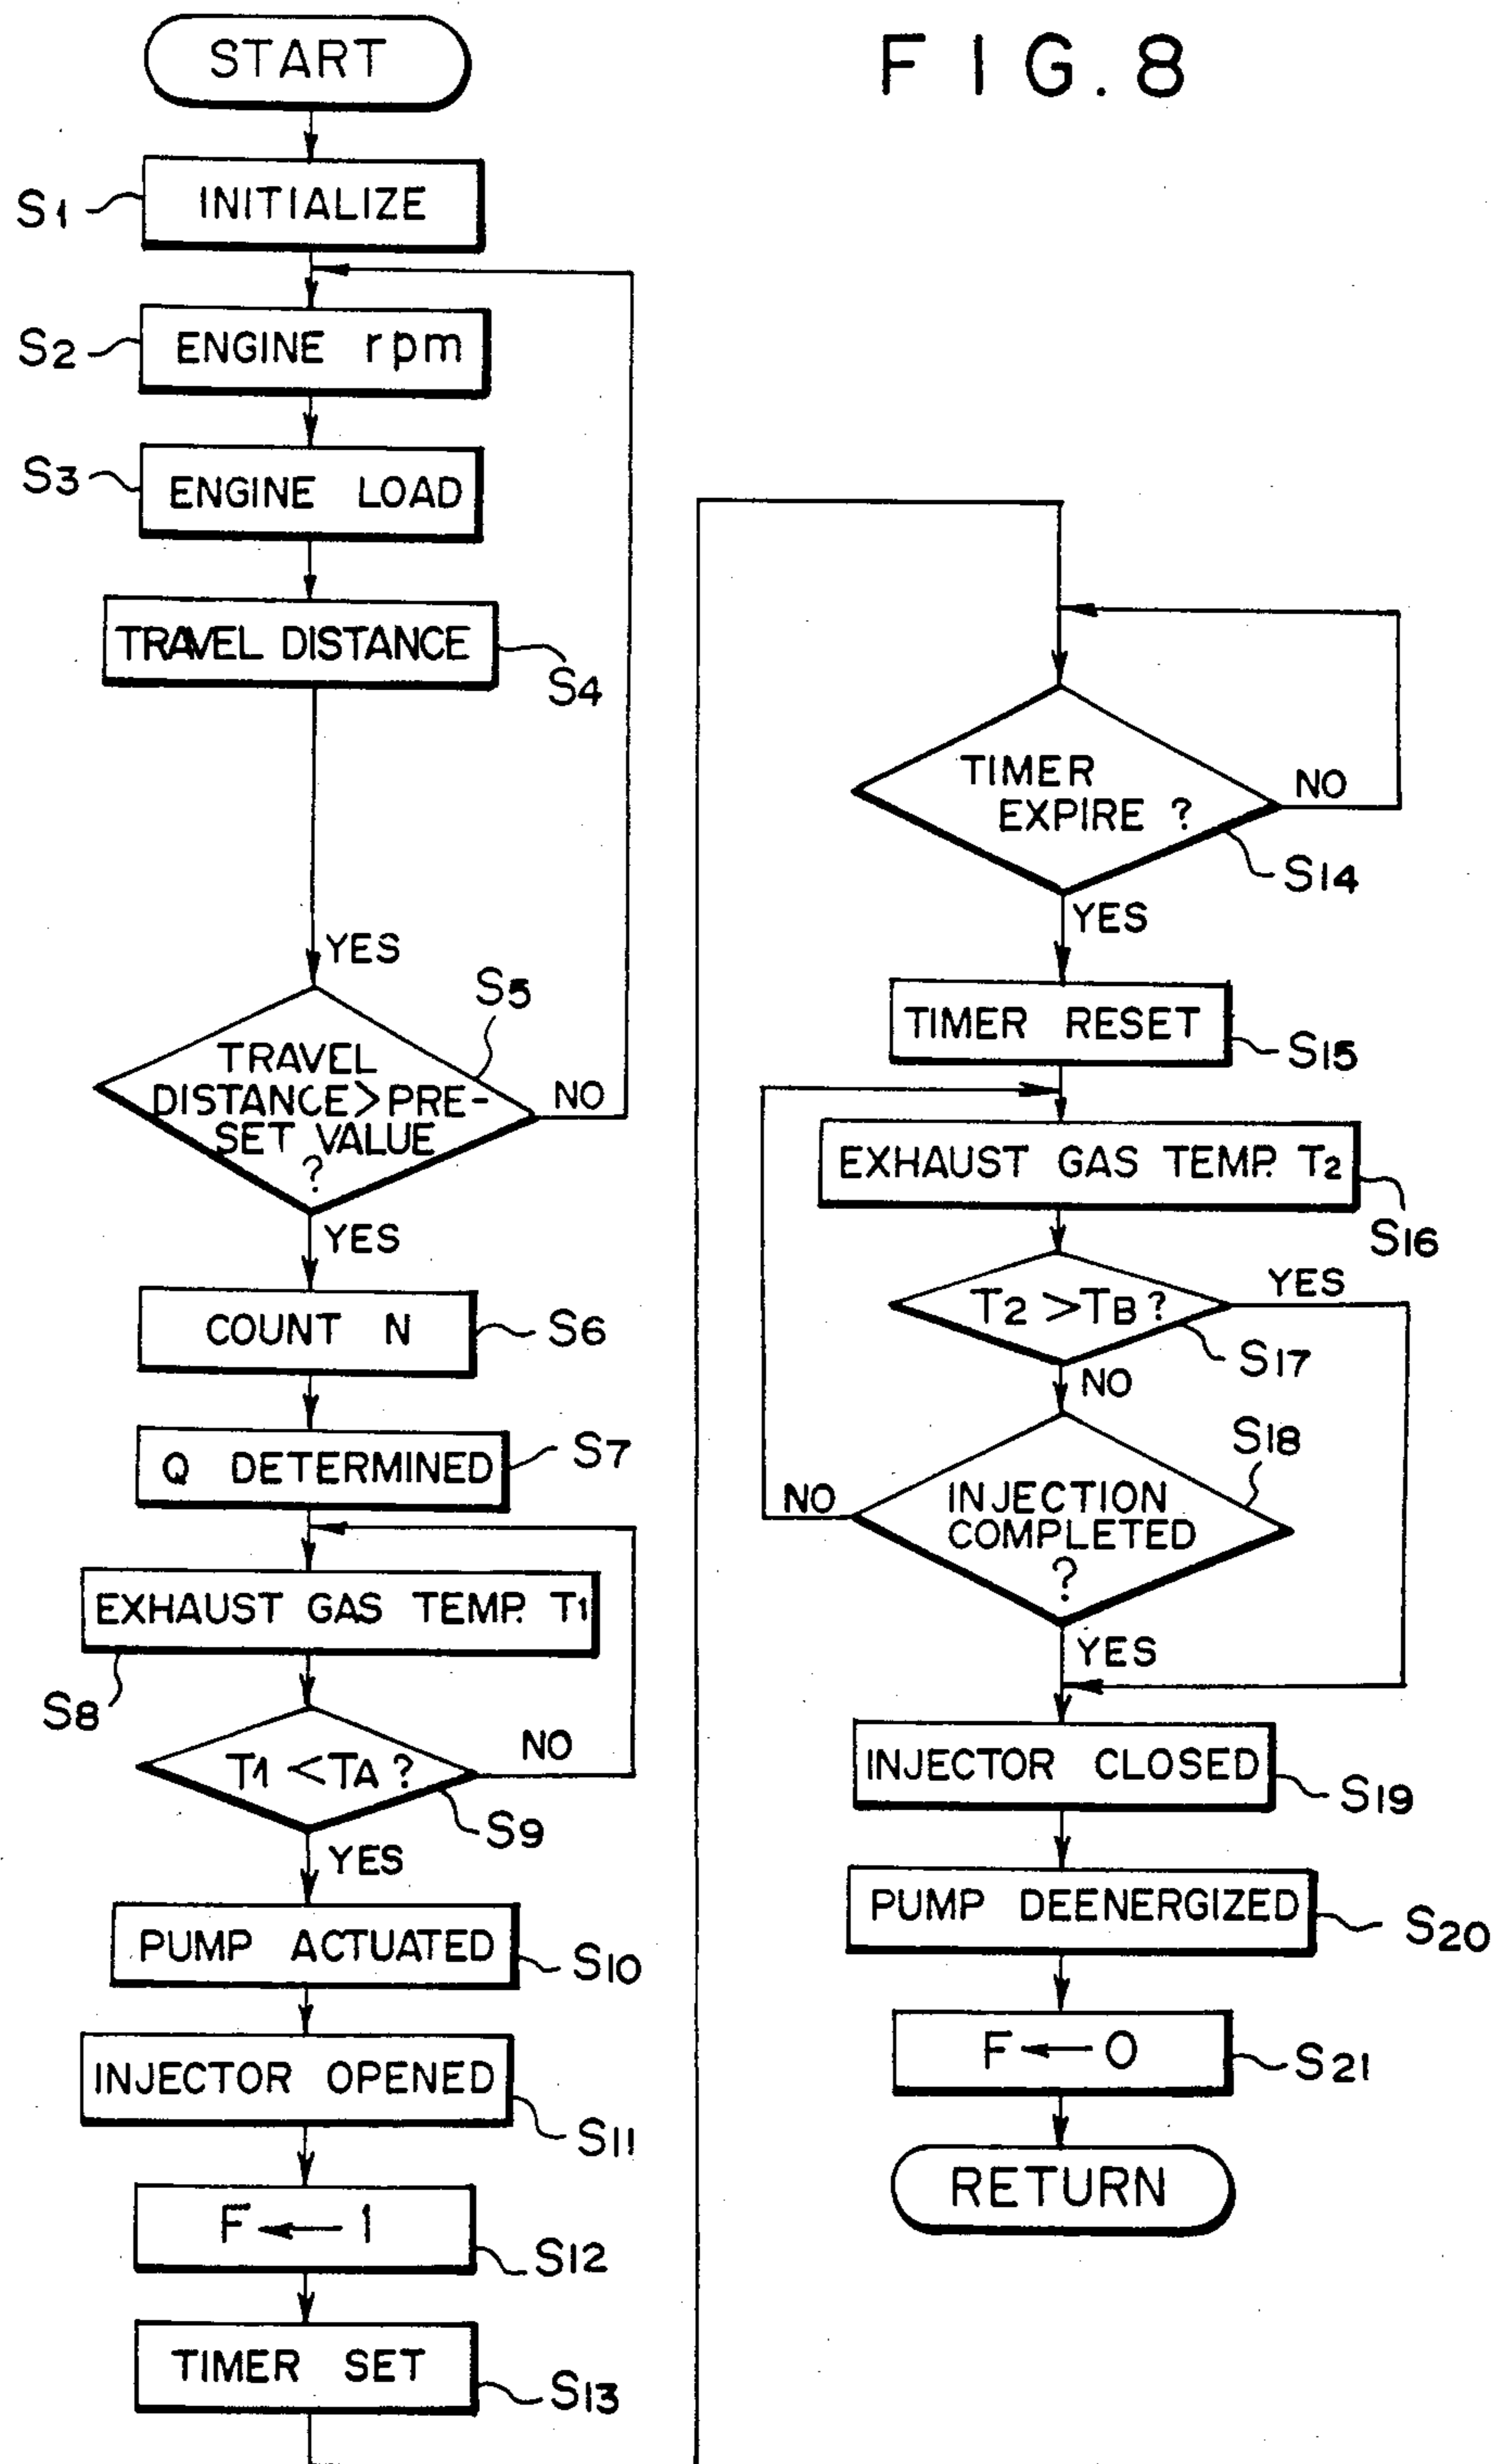 FIG. 8
START
S1
INITIALIZE
S2
ENGINE rpm
S3
ENGINE LOAD
TRAVEL DISTANCE
S4
YES
S5
TRAVEL
DISTANCE>PRE-
SET VALUE
?
NO
YES
COUNT N
S6
Q DETERMINED
S7
EXHAUST GAS TEMP. T1
S8
T1 <TA ?
NO
S9
YES
PUMP ACTUATED
S10
INJECTOR OPENED
S11
F ← 1
S12
TIMER SET
S13
TIMER
EXPIRE ?
NO
S14
YES
TIMER RESET
S15
EXHAUST GAS TEMP. T2
S16
T2 >TB ?
YES
S17
NO
S18
INJECTION
COMPLETED
?
NO
YES
INJECTOR CLOSED
S19
PUMP DEENERGIZED
S20
F ← 0
S21
RETURN